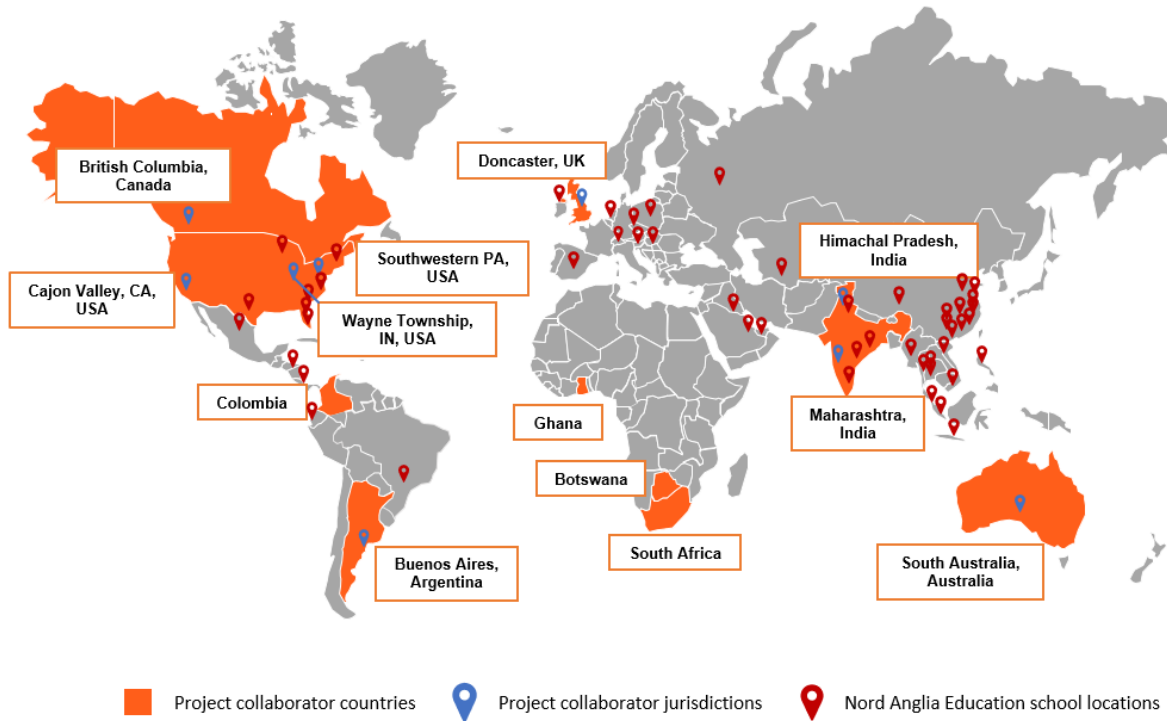 British Columbia,
Canada
Doncaster, UK
Himachal Pradesh,
India
Southwestern PA,
USA
Cajon Valley, CA,
USA
Wayne Township,
IN, USA
Colombia
Ghana
Maharashtra,
India
Botswana
South Africa
Buenos Aires,
Argentina
South Australia,
Australia
Project collaborator countries
Project collaborator jurisdictions
Nord Anglia Education school locations